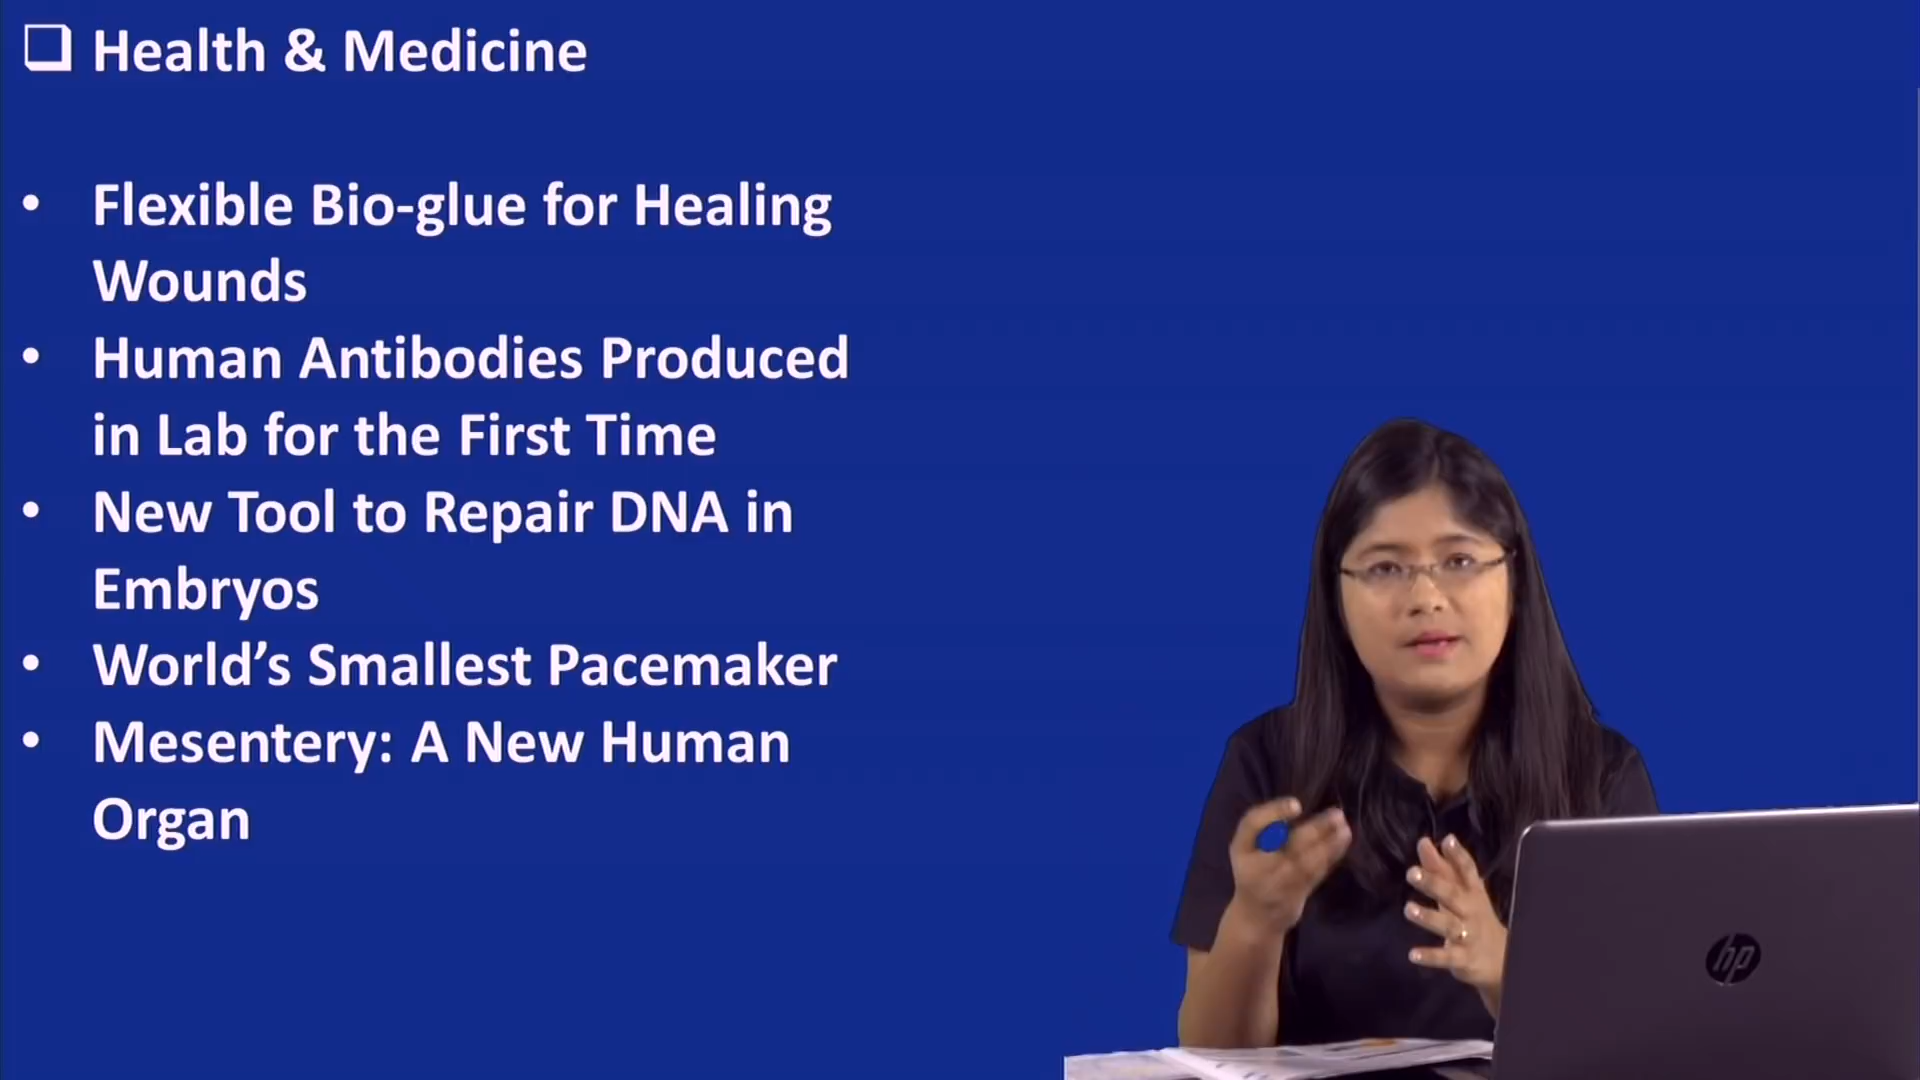 Health & Medicine
• Flexible Bio-glue for Healing
Wounds
• Human Antibodies Produced
in Lab for the First Time
• New Tool to Repair DNA in
Embryos
• World’s Smallest Pacemaker
• Mesentery: A New Human
Organ
hp